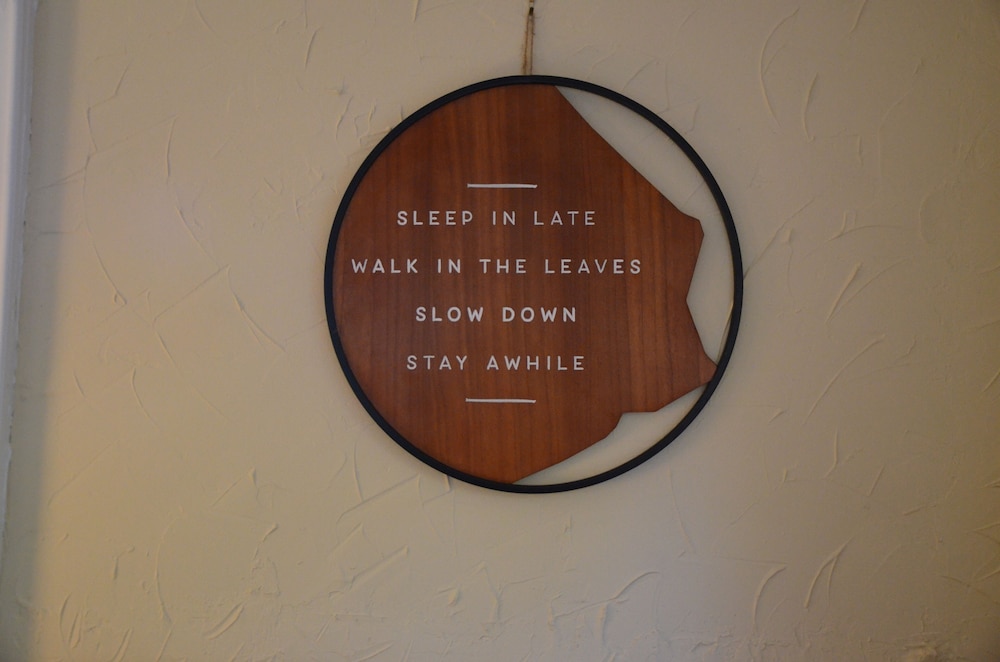 SLEEP IN LATE
WALK IN THE LEAVES
SLOW DOWN
STAY AWHILE